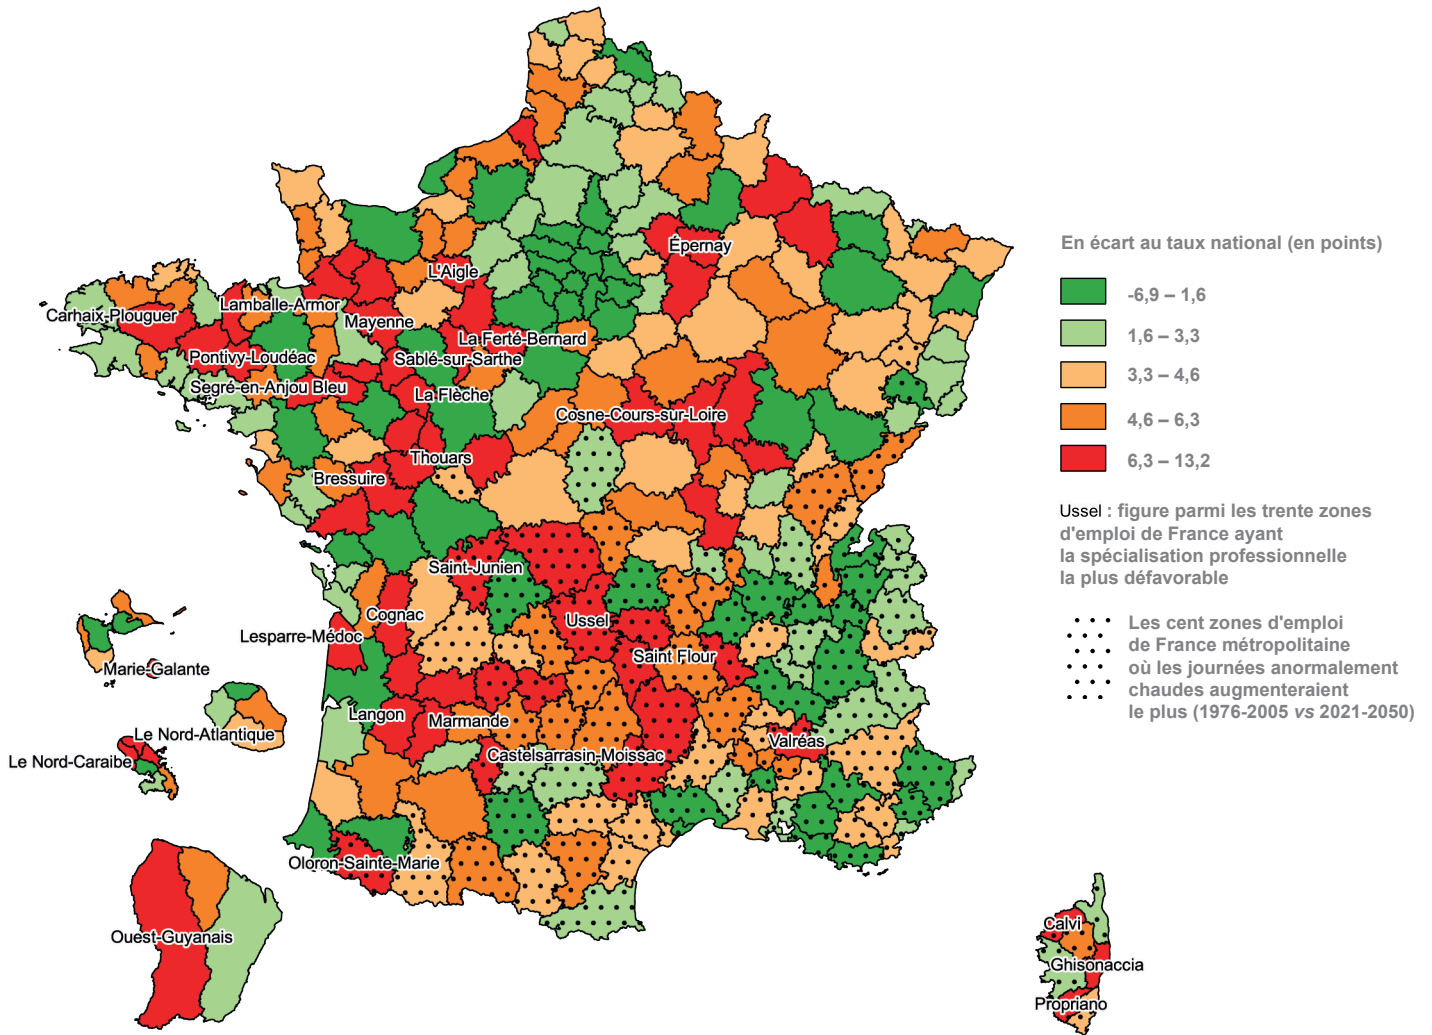 Épernay
L'Aigle
Lamballe-Armor
Carhaix-Plouguer
Mayenne
La Ferté-Bernard
Pontivy-Loudéac
Sablé-sur-Sarthe
Segré-en-Anjou Bleu
La Flèche
Cosne-Cours-sur-Loire
Thouars
Bressuire
Saint-Junien
Cognac
Ussel
Lesparre-Médoc
Saint Flour
Marie-Galante
Langon
Marmande
Le Nord-Atlantique
Valréas
Castelsarrasin-Moissac
Le Nord-Caraibe
Oloron-Sainte-Marie
Ouest-Guyanais
Calvi
Ghisonaccia
Propriano
En écart au taux national (en points)
-6,9 – 1,6
1,6 – 3,3
3,3 – 4,6
4,6 – 6,3
6,3 – 13,2
Ussel : figure parmi les trente zones
d'emploi de France ayant
la spécialisation professionnelle
la plus défavorable
Les cent zones d'emploi
de France métropolitaine
où les journées anormalement
chaudes augmenteraient
le plus (1976-2005 vs 2021-2050)